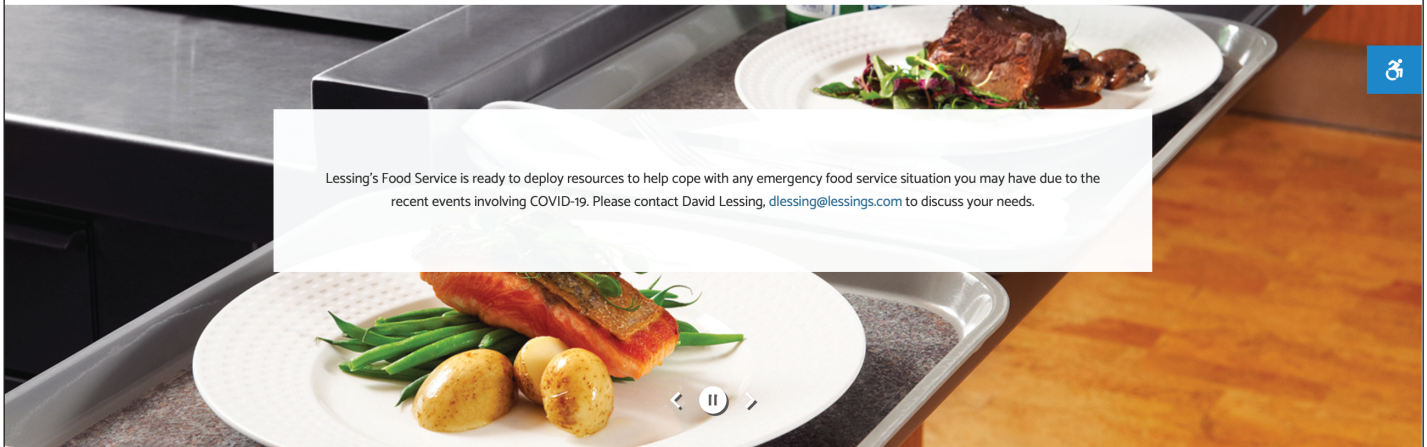 Lessing's Food Service is ready to deploy resources to help cope with any emergency food service situation you may have due to the
recent events involving COVID-19. Please contact David Lessing, dlessing@lessings.com to discuss your needs.